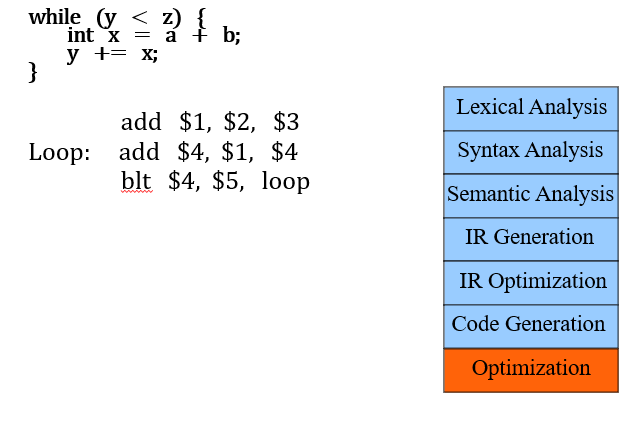 while (y < z) {
int x = a + b;
y += x;
}
add $1, $2, $3
Loop: add $4, $1, $4
blt $4, $5, loop
Lexical Analysis
Syntax Analysis
Semantic Analysis
IR Generation
IR Optimization
Code Generation
Optimization